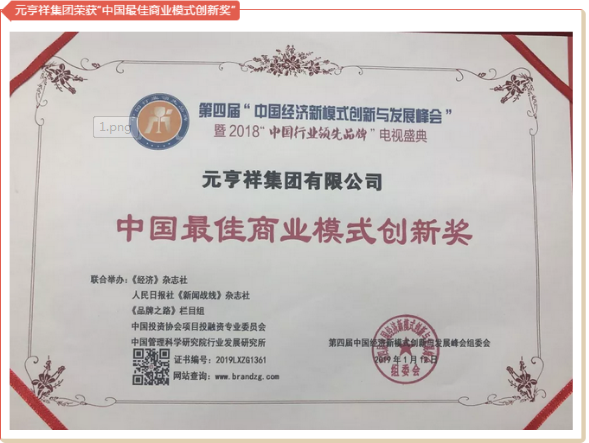 元亨祥集团荣获"中国最佳商业模式创新奖"
1.png
第四届“中国经济新模式创新与发展峰会”
暨2018“中国行业领先品牌”电视盛典
元亨祥集团有限公司
中国最佳商业模式创新奖
联合举办：《经济》杂志社
人民日报社《新闻战线》杂志社
《品牌之路》栏目组
中国投资协会项目投融资专业委员会
中国管理科学研究院行业发展研究所
证书编号：2019LXZG1361
网站查询：www.brandzg.com
第四届中国经济新模式创新与发展峰会组委会
2019年1月12日
组委会